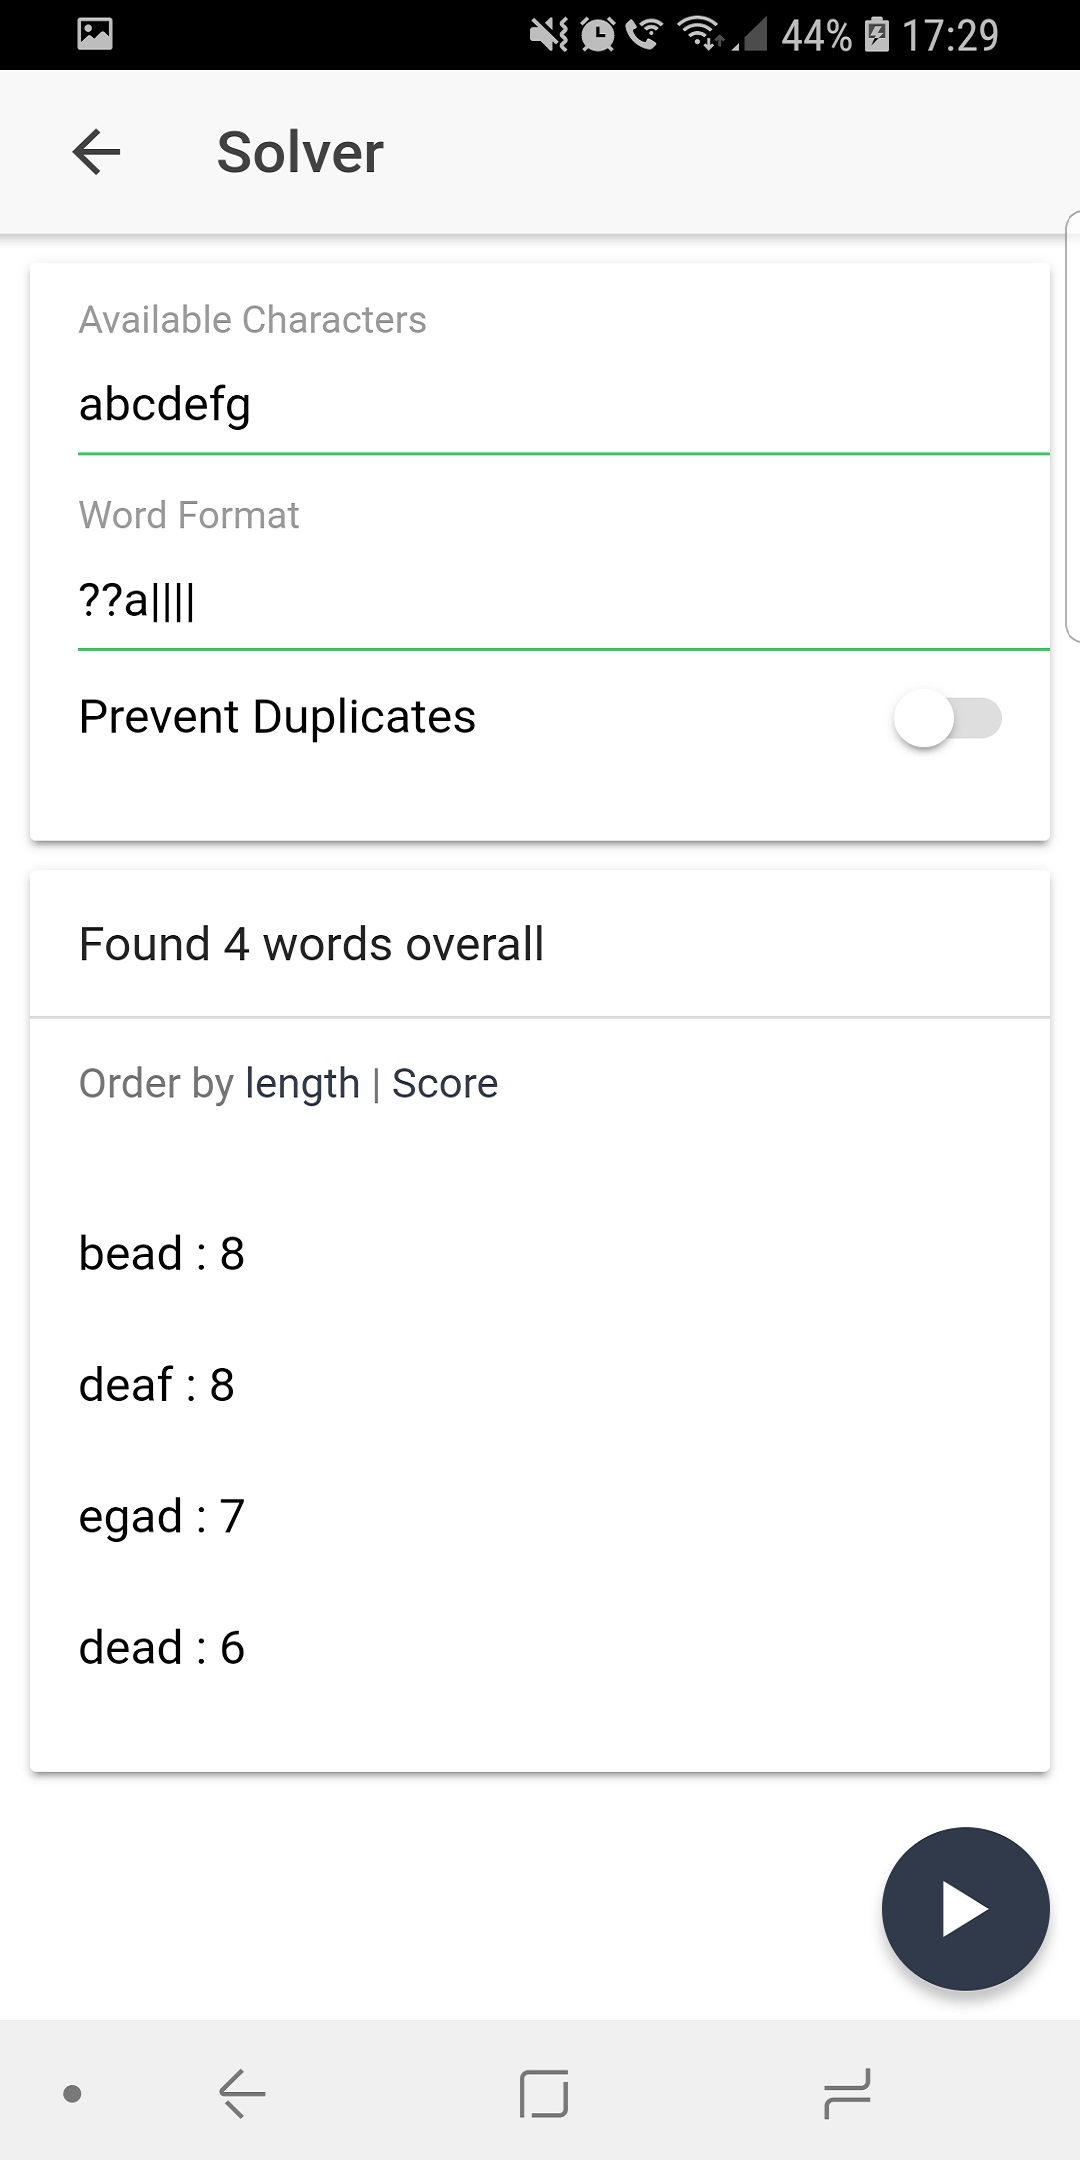 44% 17:29
Solver
Available Characters
abcdefg
Word Format
??a||||
Prevent Duplicates
Found 4 words overall
Order by length | Score
bead : 8
deaf : 8
egad : 7
dead : 6